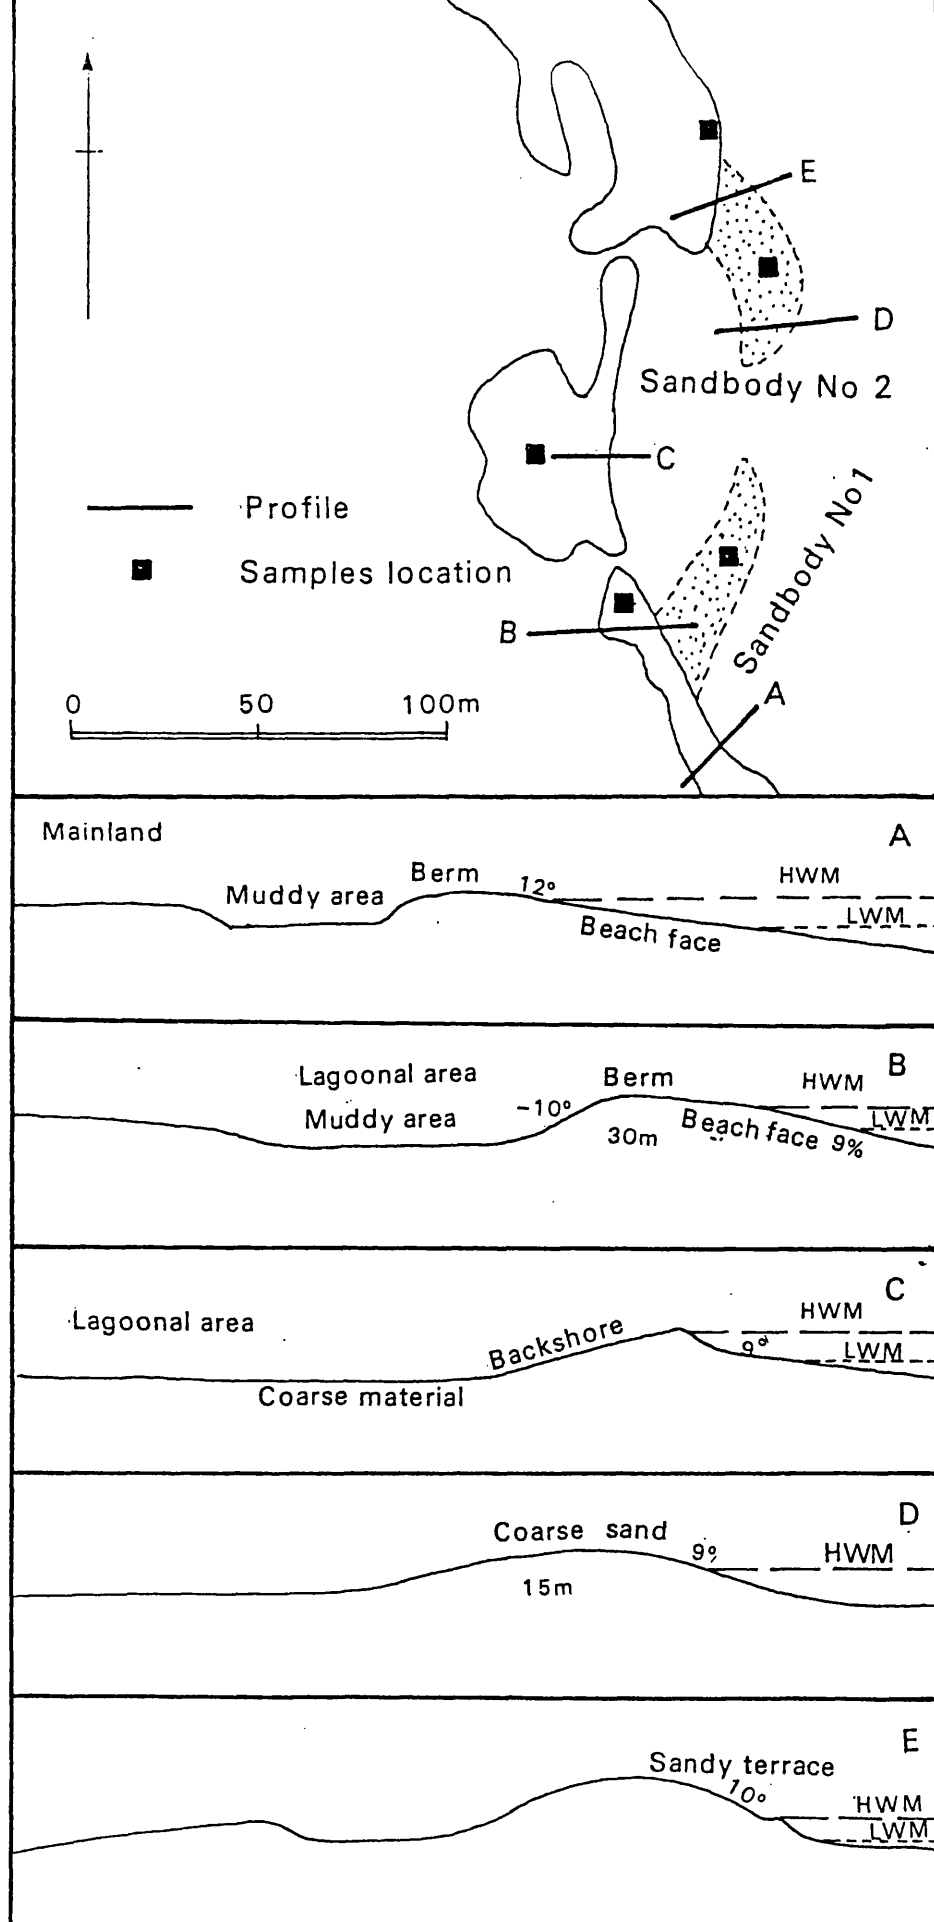 E
D
Sandbody No 2
C
Profile
Sandbody No1
Samples location
B
A
0 50 100m
Mainland
A
Berm
12°
HWM
Muddy area
LWM
Beach face
B
Lagoonal area
Berm
HWM
-10°
Muddy area
30m
Beach face 9%
LWM
C
Lagoonal area
HWM
Backshore
9°
LWM
Coarse material
D
Coarse sand
9°
HWM
15m
E
Sandy terrace
10°
HWM
LWM